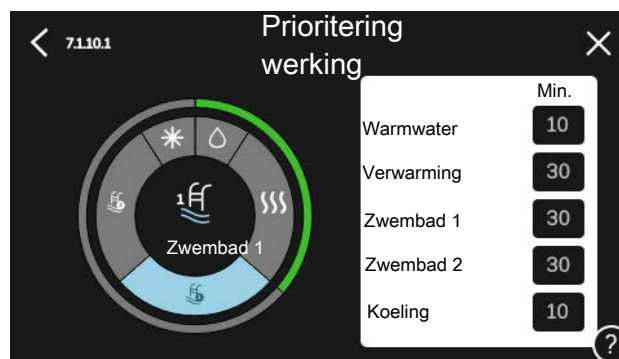 7.1.10.1
Prioritering
werking
Min.
Warmwater 10
Verwarming 30
Zwembad 1 30
Zwembad 2 30
Koeling 10
1
Zwembad 1
?